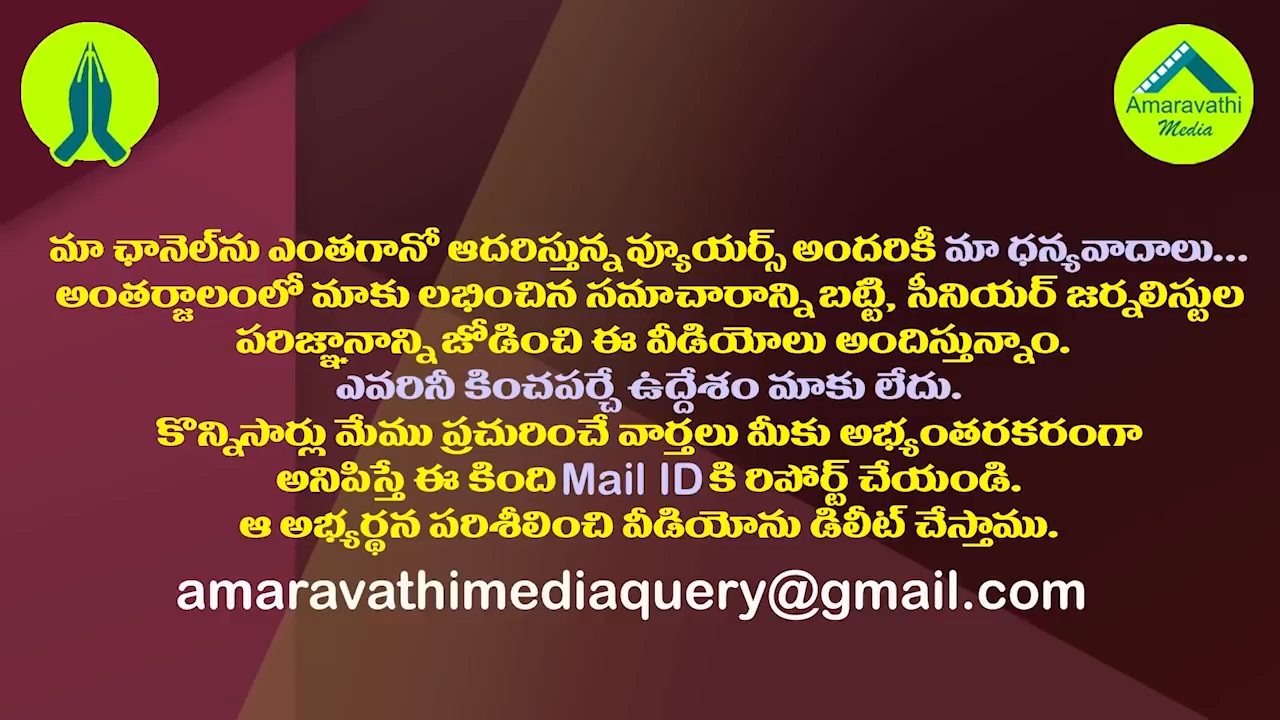 Amaravathi
Media
మా ఛానెల్‌ను ఎంతగానో ఆదరిస్తున్న వ్యూయర్స్ అందరికీ మా ధన్యవాదాలు...
అంతర్జాలంలో మాకు లభించిన సమాచారాన్ని బట్టి, సీనియర్ జర్నలిస్టుల
పరిజ్ఞానాన్ని జోడించి ఈ వీడియోలు అందిస్తున్నాం.
ఎవరినీ కించపర్చే ఉద్దేశం మాకు లేదు.
కొన్నిసార్లు మేము ప్రచురించే వార్తలు మీకు అభ్యంతరకరంగా
అనిపిస్తే ఈ కింది Mail ID కి రిపోర్ట్ చేయండి.
ఆ అభ్యర్థన పరిశీలించి వీడియోను డిలీట్ చేస్తాము.
amaravathimediaquery@gmail.com